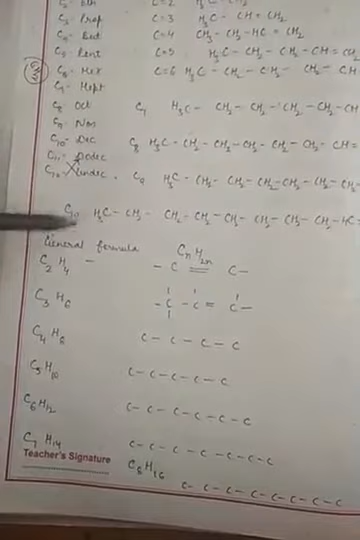 C=2
C3 Prop C=3 H3C - CH = CH2
C4 But C=4 CH3 - CH2 - HC = CH2
C5 Pent C=5 H3C - CH2 - CH2 - CH = CH2
C6 Hex C=6 H3C - CH2 - CH2 - CH2 - CH
C7 Hept
C8 Oct C7 H3C - CH2 - CH2 - CH2 - CH2 - CH
C9 Non
C10 Dec C8 H3C - CH2 - CH2 - CH2 - CH2 - CH2 - CH =
Dodec
Undec C9 H3C - CH2 - CH2 - CH2 - CH2 - CH2 - CH2
C10 H3C - CH2 - CH2 - CH2 - CH2 - CH2 - CH2 - CH2 - HC =
General formula CnH2n
C2H4 - - C = C -
C3H6 - C - C = C -
C4H8 C - C - C - C
C5H10 C - C - C - C - C
C6H12 C - C - C - C - C - C
C7H14 C - C - C - C - C - C - C
Teacher's Signature
C8H16 C - C - C - C - C - C - C - C